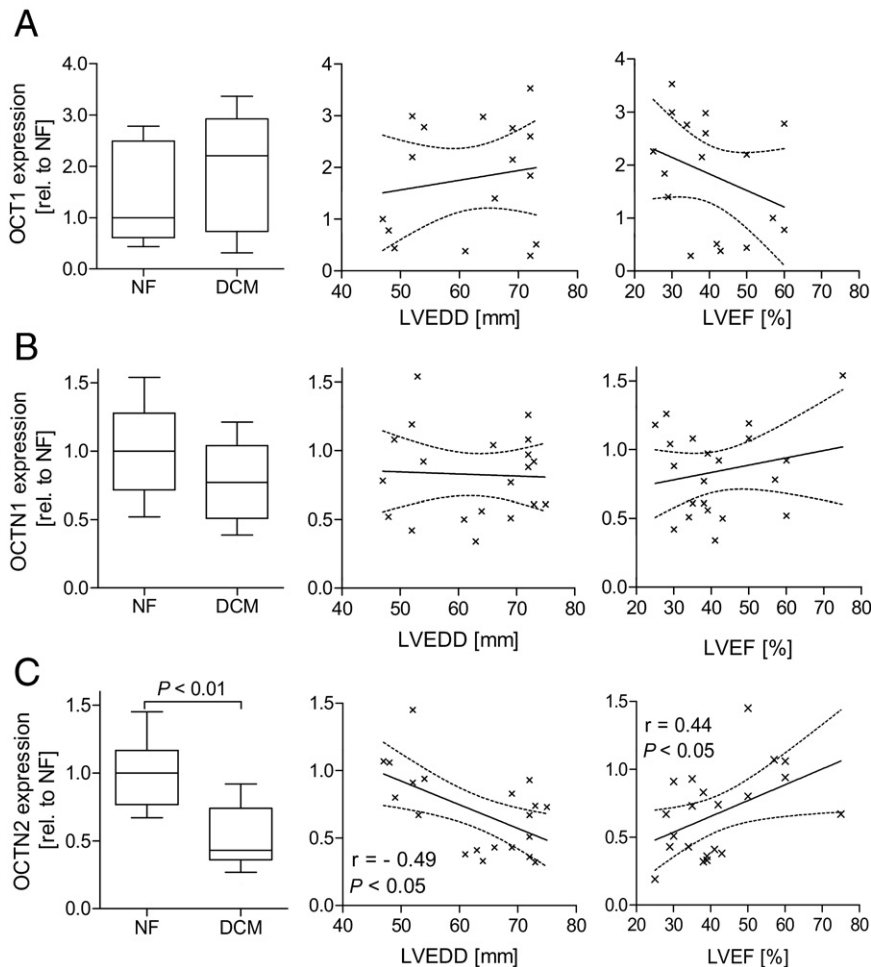 A
OCT1 expression
[rel. to NF]
4.0
3.0
2.0
1.0
0.0
NF DCM
4
3
2
1
0
40 50 60 70 80
LVEDD [mm]
4
3
2
1
0
20 30 40 50 60 70 80
LVEF [%]
B
OCTN1 expression
[rel. to NF]
1.5
1.0
0.5
0.0
NF DCM
1.5
1.0
0.5
0.0
40 50 60 70 80
LVEDD [mm]
1.5
1.0
0.5
0.0
20 30 40 50 60 70 80
LVEF [%]
C
OCTN2 expression
[rel. to NF]
P < 0.01
1.5
1.0
0.5
0.0
NF DCM
1.5
1.0
0.5
0.0
r = - 0.49
P < 0.05
40 50 60 70 80
LVEDD [mm]
1.5
1.0
0.5
0.0
r = 0.44
P < 0.05
20 30 40 50 60 70 80
LVEF [%]